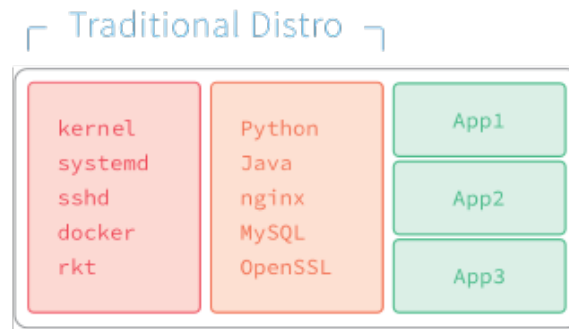 Traditional Distro
kernel
systemd
sshd
docker
rkt
Python
Java
nginx
MySQL
OpenSSL
App1
App2
App3